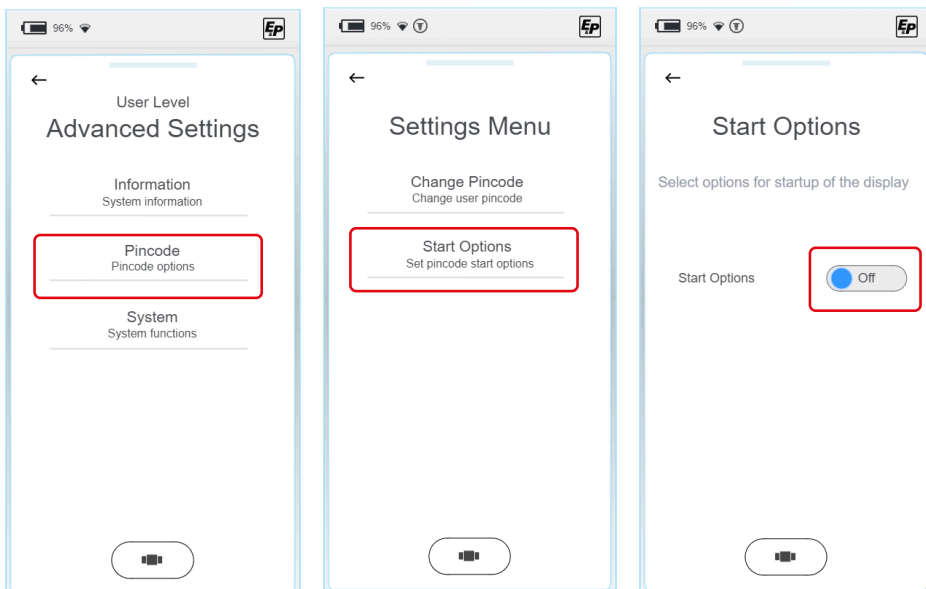 96%
EP
User Level
Advanced Settings
Information
System information
Pincode
Pincode options
System
System functions
96%
EP
Settings Menu
Change Pincode
Change user pincode
Start Options
Set pincode start options
96%
EP
Start Options
Select options for startup of the display
Start Options
Off